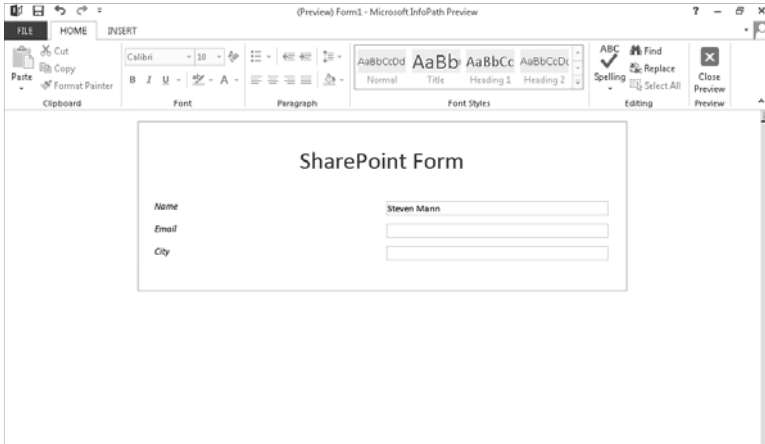 (Preview) Form1 - Microsoft InfoPath Preview
FILE HOME INSERT
Paste
Cut
Copy
Format Painter
Clipboard
Calibri 10
B I U A
Font
Paragraph
AaBbCcDd AaBb AaBbCc AaBbCcDc
Normal Title Heading 1 Heading 2
Font Styles
ABC
Spelling
Find
Replace
Select All
Editing
Close
Preview
Preview
SharePoint Form
Name Steven Mann
Email
City